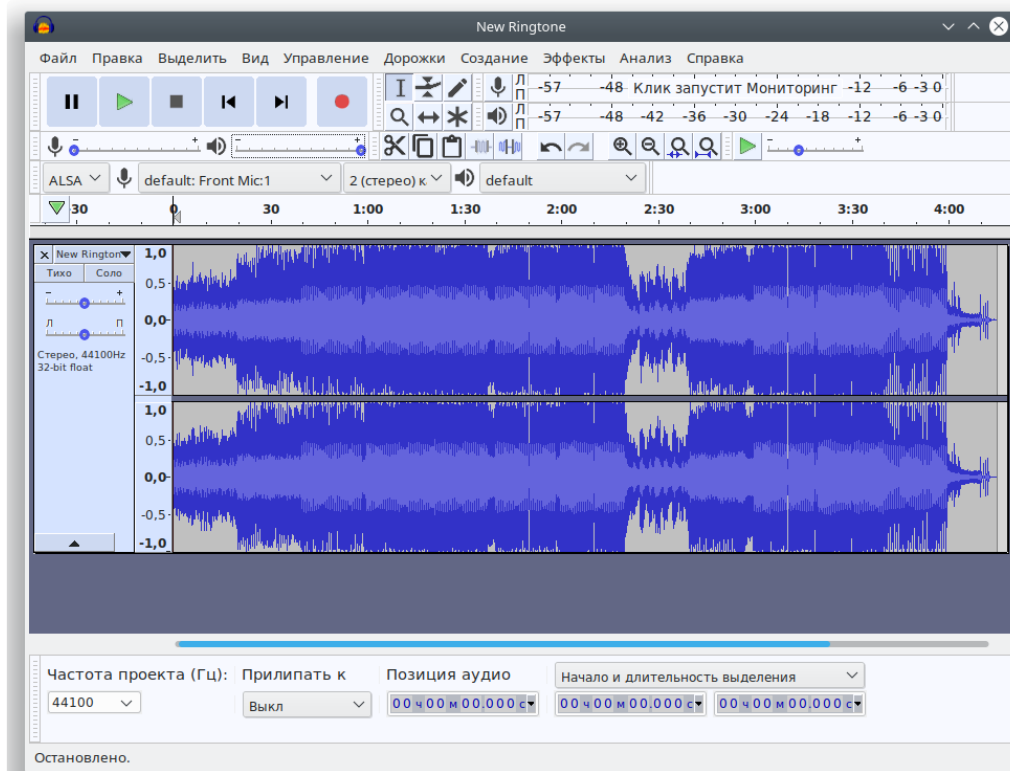 New Ringtone
Файл Правка Выделить Вид Управление Дорожки Создание Эффекты Анализ Справка
Л П -57 -48 Клик запустит Мониторинг -12 -6 -3 0
Л П -57 -48 -42 -36 -30 -24 -18 -12 -6 -3 0
- + - + - +
ALSA default: Front Mic:1 2 (стерео) к default
30 0 30 1:00 1:30 2:00 2:30 3:00 3:30 4:00
New Rington 1,0
Тихо Соло
0,5
- +
Л П 0,0
Стерео, 44100Hz -0,5
32-bit float
-1,0
1,0
0,5
0,0
-0,5
-1,0
Частота проекта (Гц): Прилипать к Позиция аудио Начало и длительность выделения
44100 Выкл 00 ч 00 м 00.000 с 00 ч 00 м 00.000 с 00 ч 00 м 00.000 с
Остановлено.